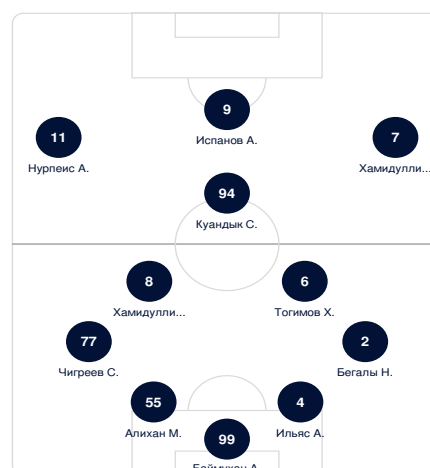 9
Испанов А.
11
Нурпеис А.
7
Хамидулли...
94
Куандык С.
8
Хамидулли...
6
Тогимов Х.
77
Чигреев С.
2
Бегалы Н.
55
Алихан М.
4
Ильяс А.
99